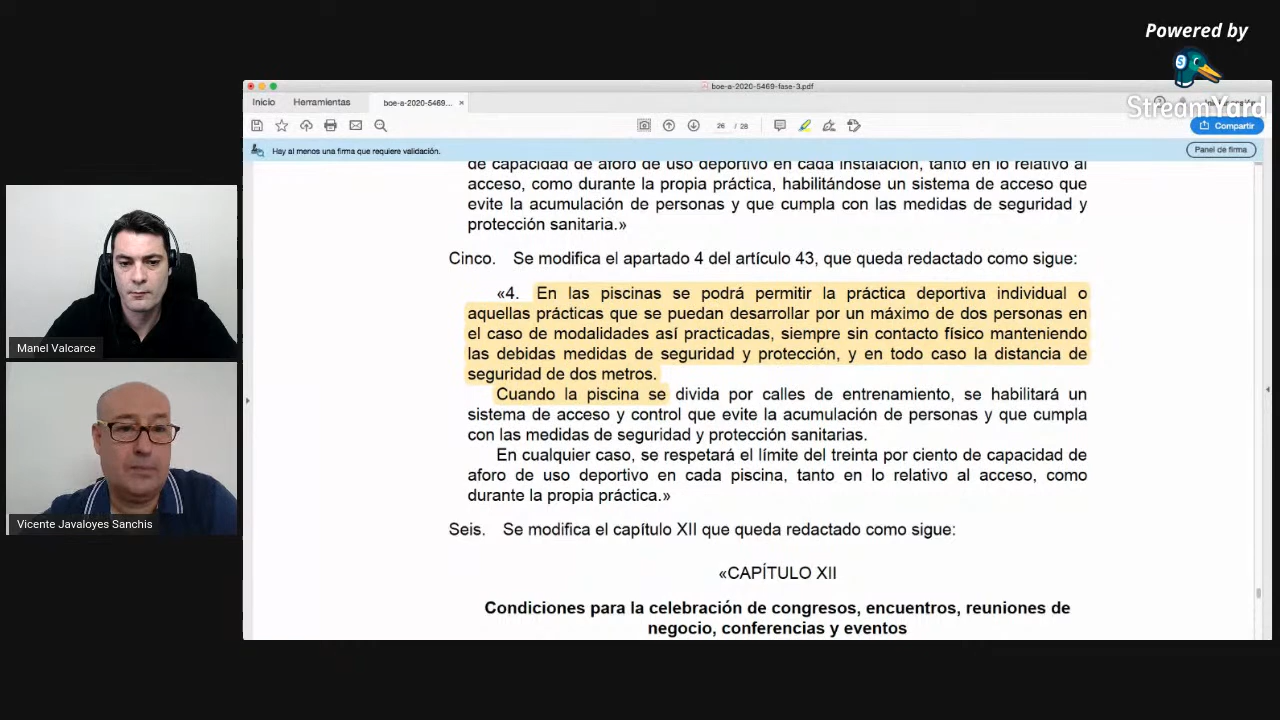 Powered by
StreamYard
boe-a-2020-5469-fase-3.pdf
Inicio Herramientas boe-a-2020-5469... ×
26 / 28
Compartir
Hay al menos una firma que requiere validación.
Panel de firma
de capacidad de aforo de uso deportivo en cada instalación, tanto en lo relativo al
acceso, como durante la propia práctica, habilitándose un sistema de acceso que
evite la acumulación de personas y que cumpla con las medidas de seguridad y
protección sanitaria.»
Cinco. Se modifica el apartado 4 del artículo 43, que queda redactado como sigue:
«4. En las piscinas se podrá permitir la práctica deportiva individual o
aquellas prácticas que se puedan desarrollar por un máximo de dos personas en
el caso de modalidades así practicadas, siempre sin contacto físico manteniendo
las debidas medidas de seguridad y protección, y en todo caso la distancia de
seguridad de dos metros.
Cuando la piscina se divida por calles de entrenamiento, se habilitará un
sistema de acceso y control que evite la acumulación de personas y que cumpla
con las medidas de seguridad y protección sanitarias.
En cualquier caso, se respetará el límite del treinta por ciento de capacidad de
aforo de uso deportivo en cada piscina, tanto en lo relativo al acceso, como
durante la propia práctica.»
Seis. Se modifica el capítulo XII que queda redactado como sigue:
«CAPÍTULO XII
Condiciones para la celebración de congresos, encuentros, reuniones de
negocio, conferencias y eventos
Manel Valcarce
Vicente Javaloyes Sanchis